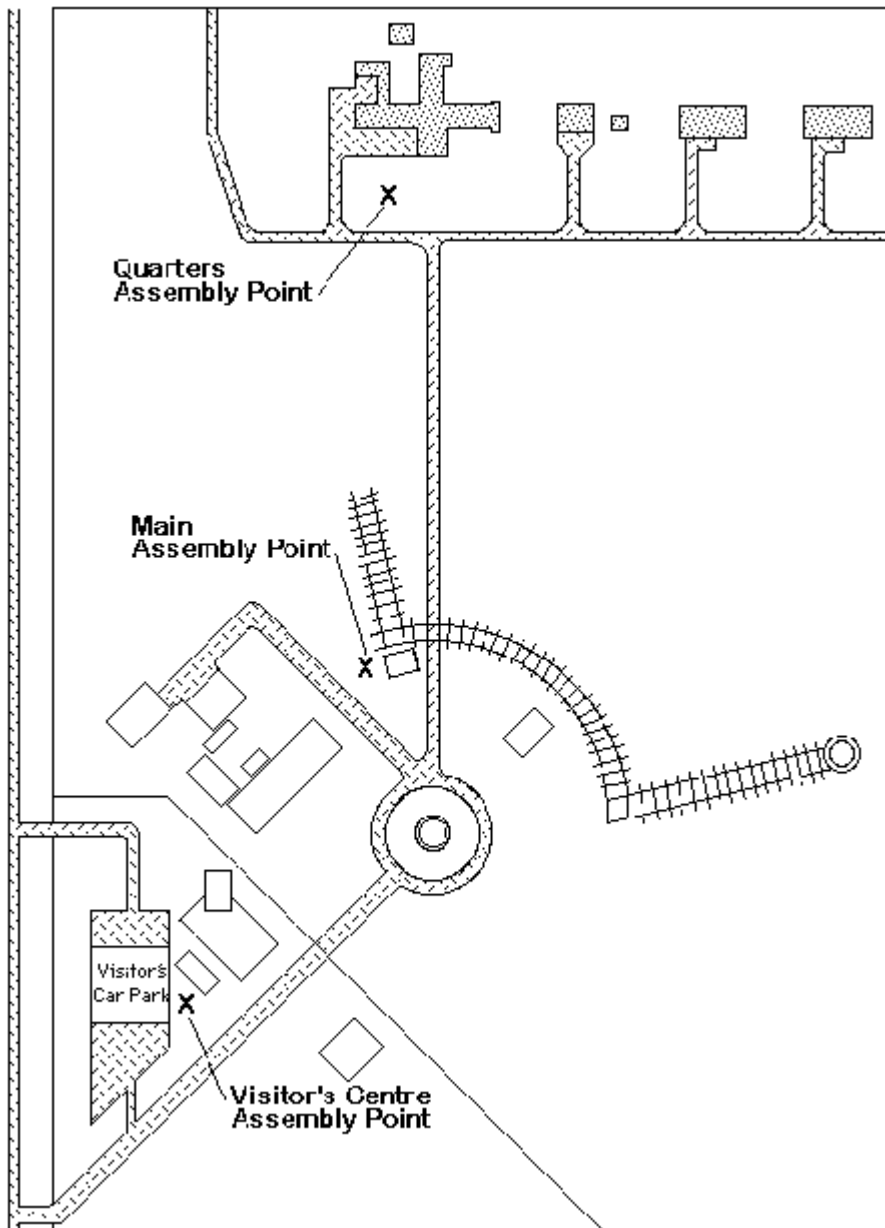 Quarters
Assembly Point
Main
Assembly Point
Visitor's
Car Park
Visitor's Centre
Assembly Point